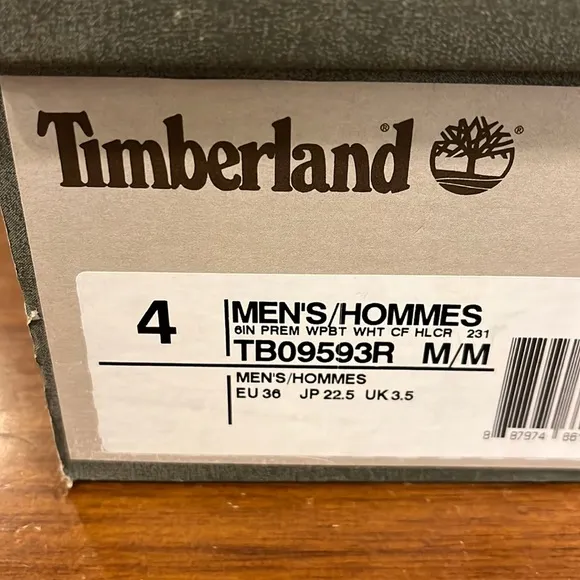 Timberland® ®
4
MEN'S/HOMMES
6IN PREM WPBT WHT CF HLCR 231
TB09593R M/M
MEN'S/HOMMES
EU 36 JP 22.5 UK 3.5
8 87974